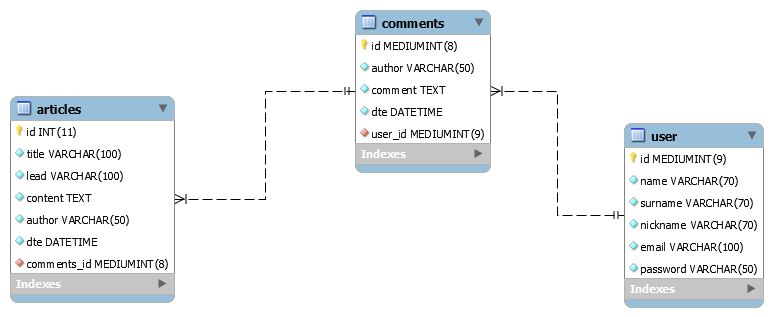 comments
id MEDIUMINT(8)
author VARCHAR(50)
comment TEXT
dte DATETIME
user_id MEDIUMINT(9)
Indexes
articles
id INT(11)
title VARCHAR(100)
lead VARCHAR(100)
content TEXT
author VARCHAR(50)
dte DATETIME
comments_id MEDIUMINT(8)
Indexes
user
id MEDIUMINT(9)
name VARCHAR(70)
surname VARCHAR(70)
nickname VARCHAR(70)
email VARCHAR(100)
password VARCHAR(50)
Indexes